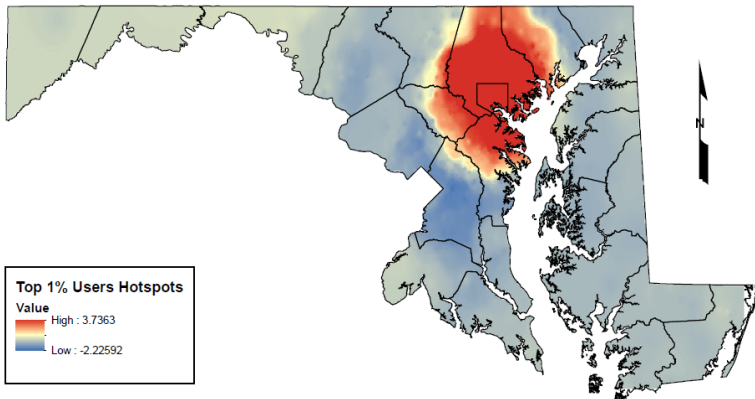 N
Top 1% Users Hotspots
Value
High : 3.7363
Low : -2.22592